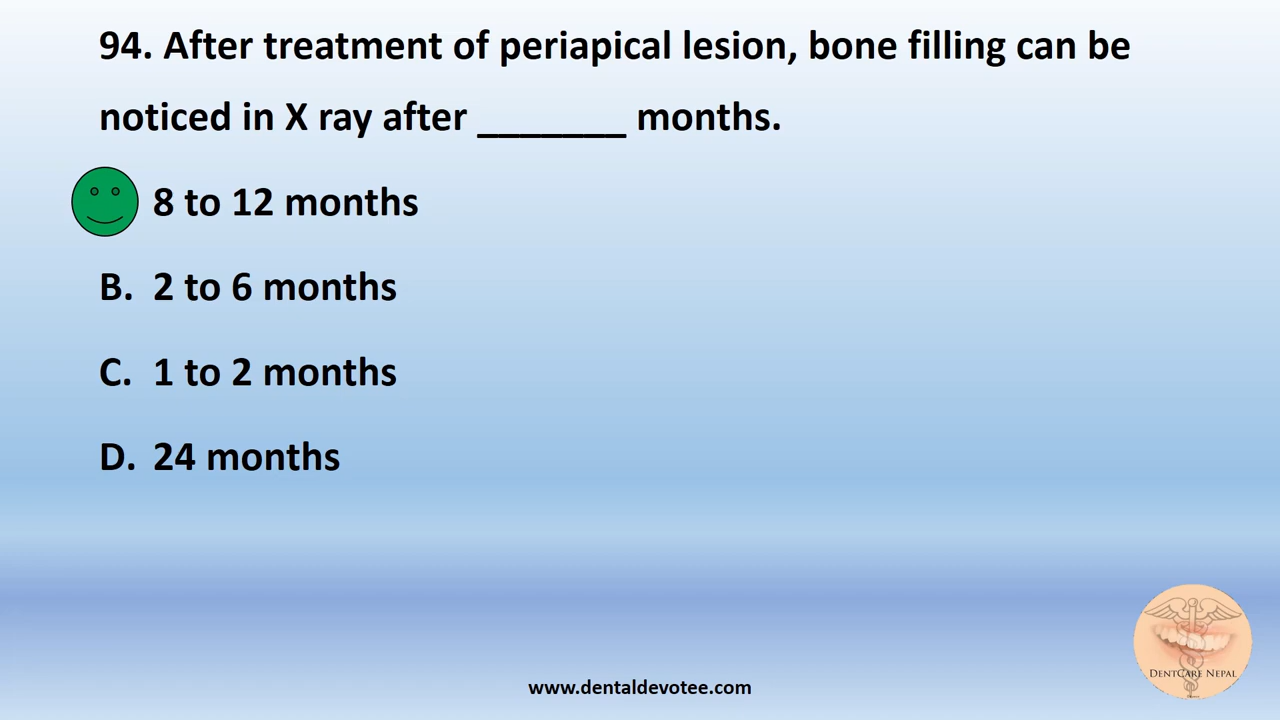 94. After treatment of periapical lesion, bone filling can be
noticed in X ray after _______ months.
8 to 12 months
B. 2 to 6 months
C. 1 to 2 months
D. 24 months
DENTCARE NEPAL
www.dentaldevotee.com